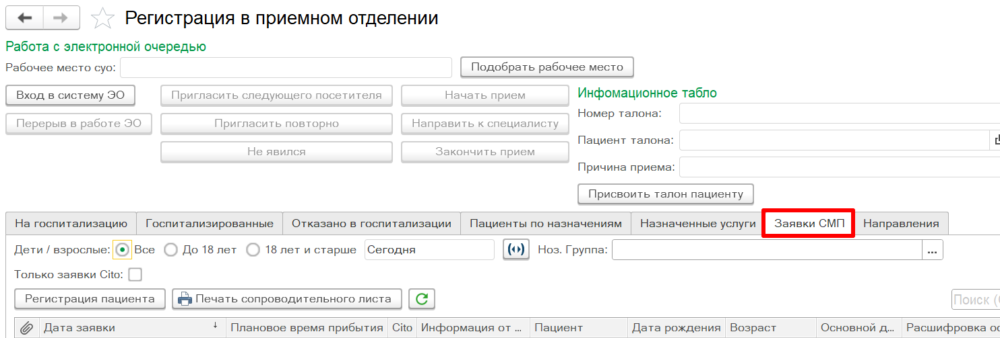 Регистрация в приемном отделении
Работа с электронной очередью
Рабочее место суо: Подобрать рабочее место
Вход в систему ЭО Пригласить следующего посетителя Начать прием Инфомационное табло
Номер талона:
Перерыв в работе ЭО Пригласить повторно Направить к специалисту
Пациент талона:
Не явился Закончить прием
Причина приема:
Присвоить талон пациенту
На госпитализацию Госпитализированные Отказано в госпитализации Пациенты по назначениям Назначенные услуги Заявки СМП Направления
Дети / взрослые: Все До 18 лет 18 лет и старше Сегодня Ноз. Группа: ...
Только заявки Cito:
Регистрация пациента Печать сопроводительного листа Поиск (
Дата заявки ↓ Плановое время прибытия Cito Информация от ... Пациент Дата рождения Возраст Основной д... Расшифровка ос